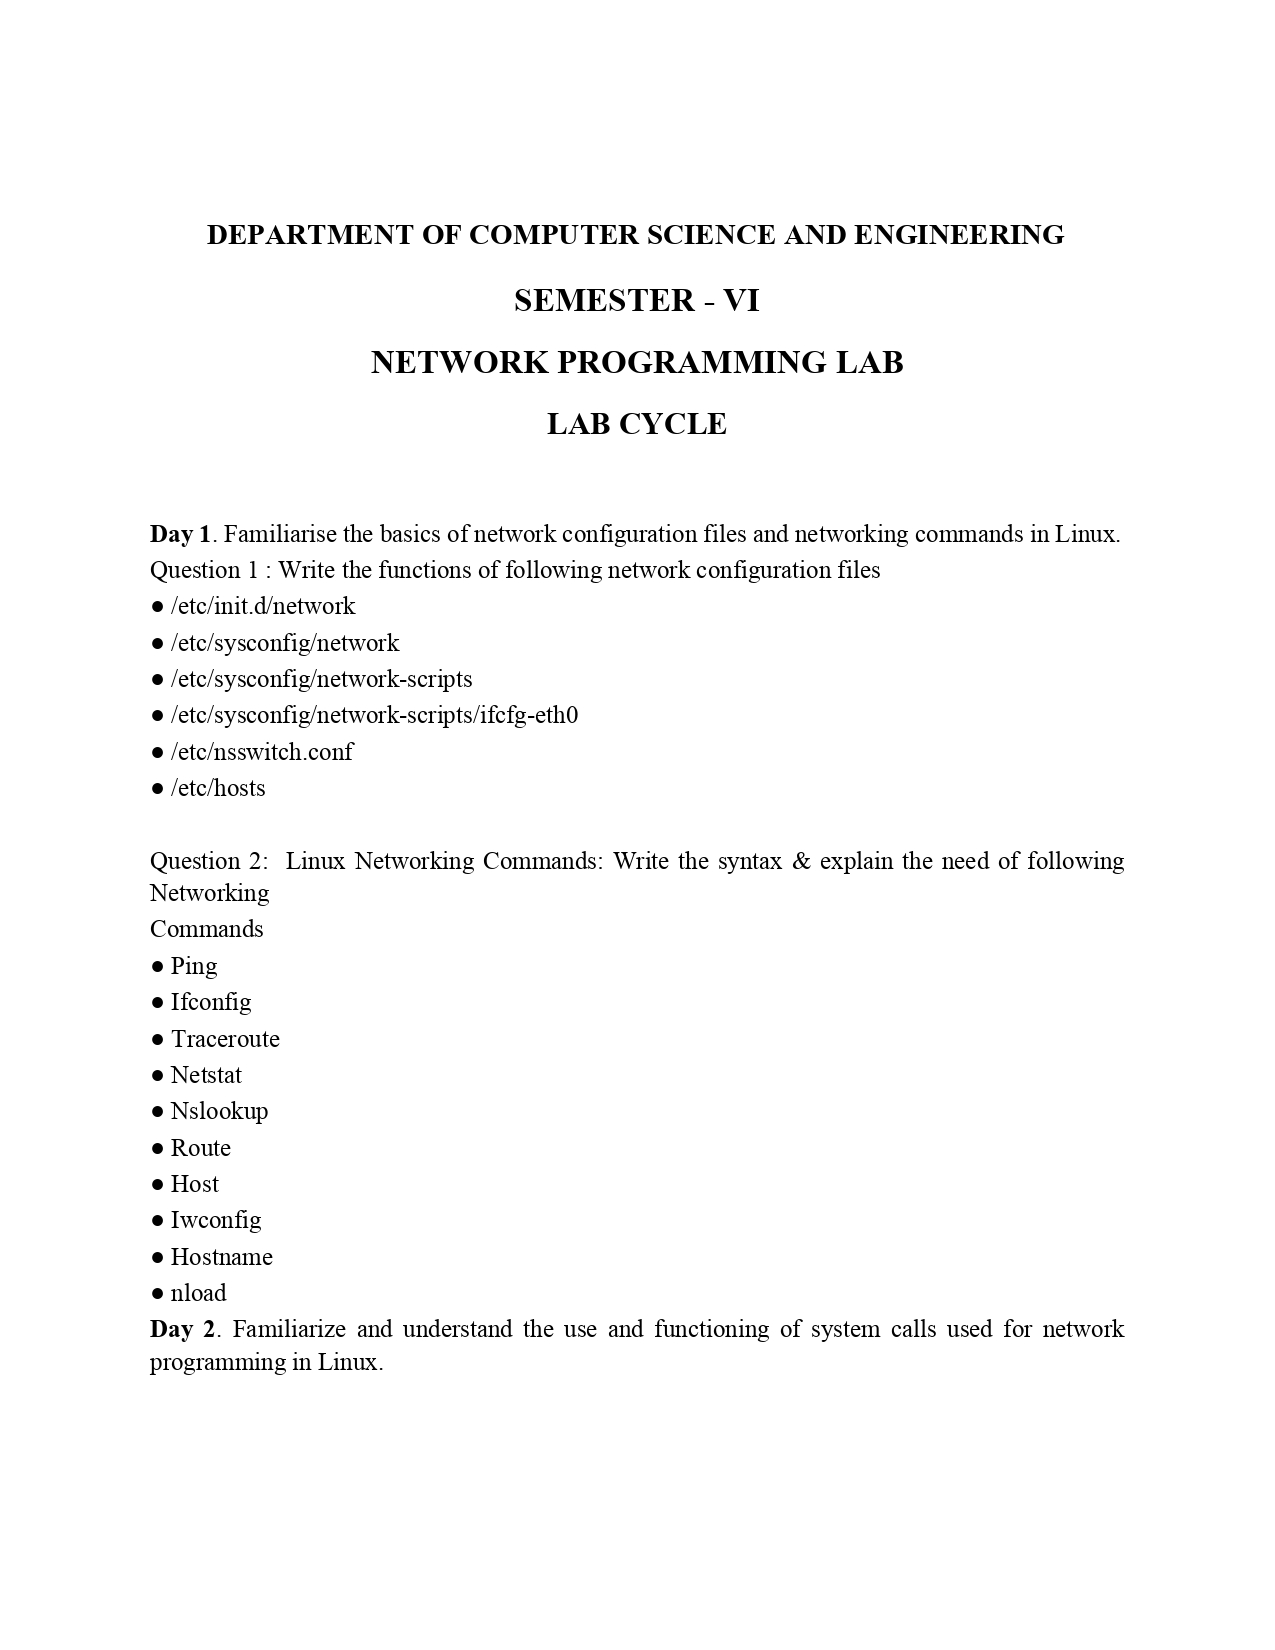 DEPARTMENT OF COMPUTER SCIENCE AND ENGINEERING
SEMESTER - VI
NETWORK PROGRAMMING LAB
LAB CYCLE
Day 1. Familiarise the basics of network configuration files and networking commands in Linux.
Question 1 : Write the functions of following network configuration files
● /etc/init.d/network
● /etc/sysconfig/network
● /etc/sysconfig/network-scripts
● /etc/sysconfig/network-scripts/ifcfg-eth0
● /etc/nsswitch.conf
● /etc/hosts
Question 2:  Linux Networking Commands: Write the syntax & explain the need of following
Networking
Commands
● Ping
● Ifconfig
● Traceroute
● Netstat
● Nslookup
● Route
● Host
● Iwconfig
● Hostname
● nload
Day 2. Familiarize and understand the use and functioning of system calls used for network
programming in Linux.